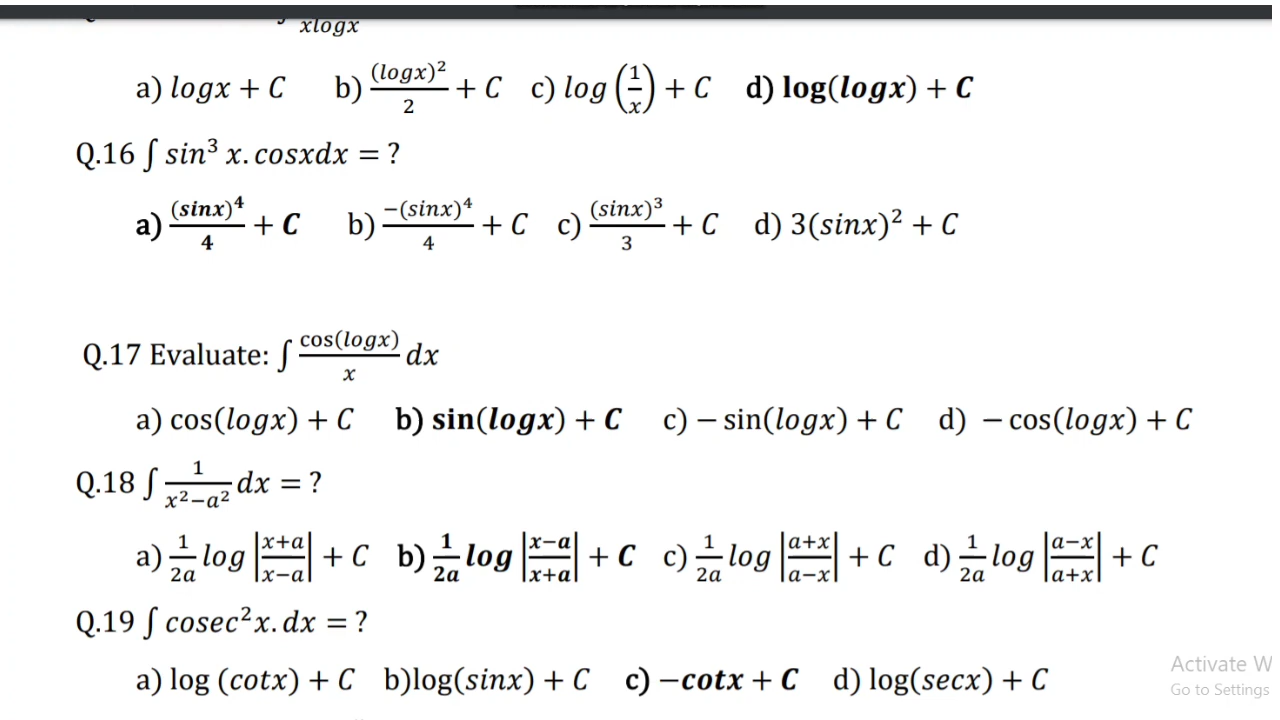 xlogx
a) logx + C b) (logx)²/2 + C c) log (1/x) + C d) log(logx) + C
Q.16 ∫ sin³ x. cosxdx = ?
a) (sinx)⁴/4 + C b) −(sinx)⁴/4 + C c) (sinx)³/3 + C d) 3(sinx)² + C
Q.17 Evaluate: ∫ cos(logx)/x dx
a) cos(logx) + C b) sin(logx) + C c) − sin(logx) + C d) − cos(logx) + C
Q.18 ∫ 1/(x²−a²) dx = ?
a) 1/2a log |x+a/x−a| + C b) 1/2a log |x−a/x+a| + C c) 1/2a log |a+x/a−x| + C d) 1/2a log |a−x/a+x| + C
Q.19 ∫ cosec²x. dx = ?
a) log (cotx) + C b)log(sinx) + C c) −cotx + C d) log(secx) + C
Activate W
Go to Settings